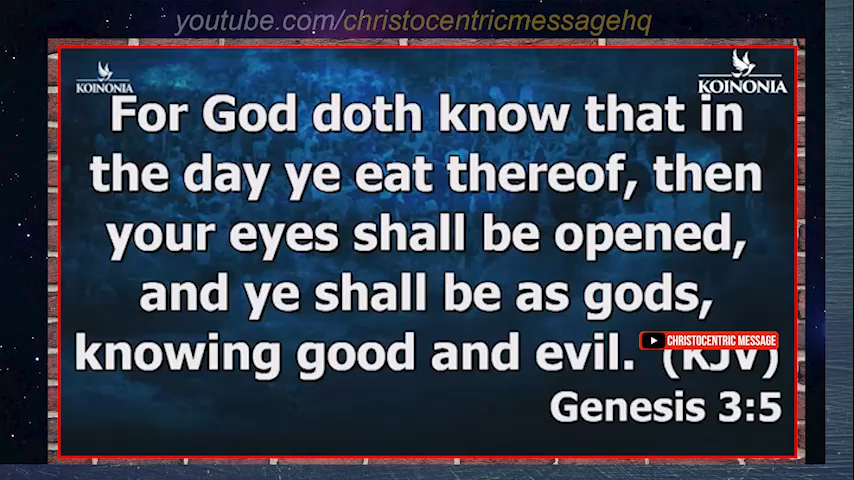 youtube.com/christocentricmessagehq
KOINONIA
KOINONIA
For God doth know that in
the day ye eat thereof, then
your eyes shall be opened,
and ye shall be as gods,
knowing good and evil. (KJV)
CHRISTOCENTRIC MESSAGE
Genesis 3:5